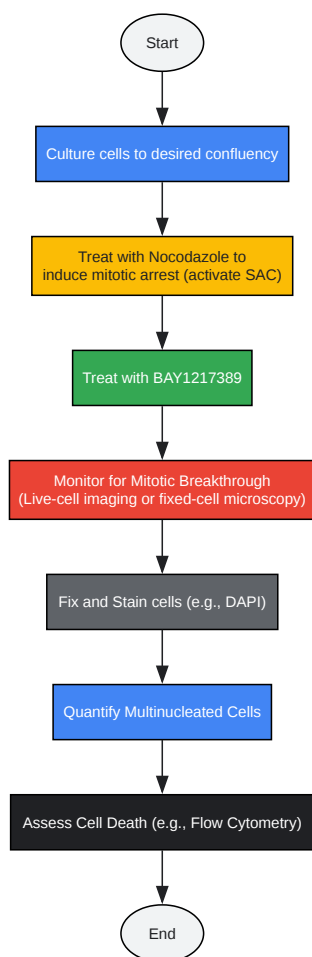 Start
Culture cells to desired confluency
Treat with Nocodazole to
induce mitotic arrest (activate SAC)
Treat with BAY1217389
Monitor for Mitotic Breakthrough
(Live-cell imaging or fixed-cell microscopy)
Fix and Stain cells (e.g., DAPI)
Quantify Multinucleated Cells
Assess Cell Death (e.g., Flow Cytometry)
End